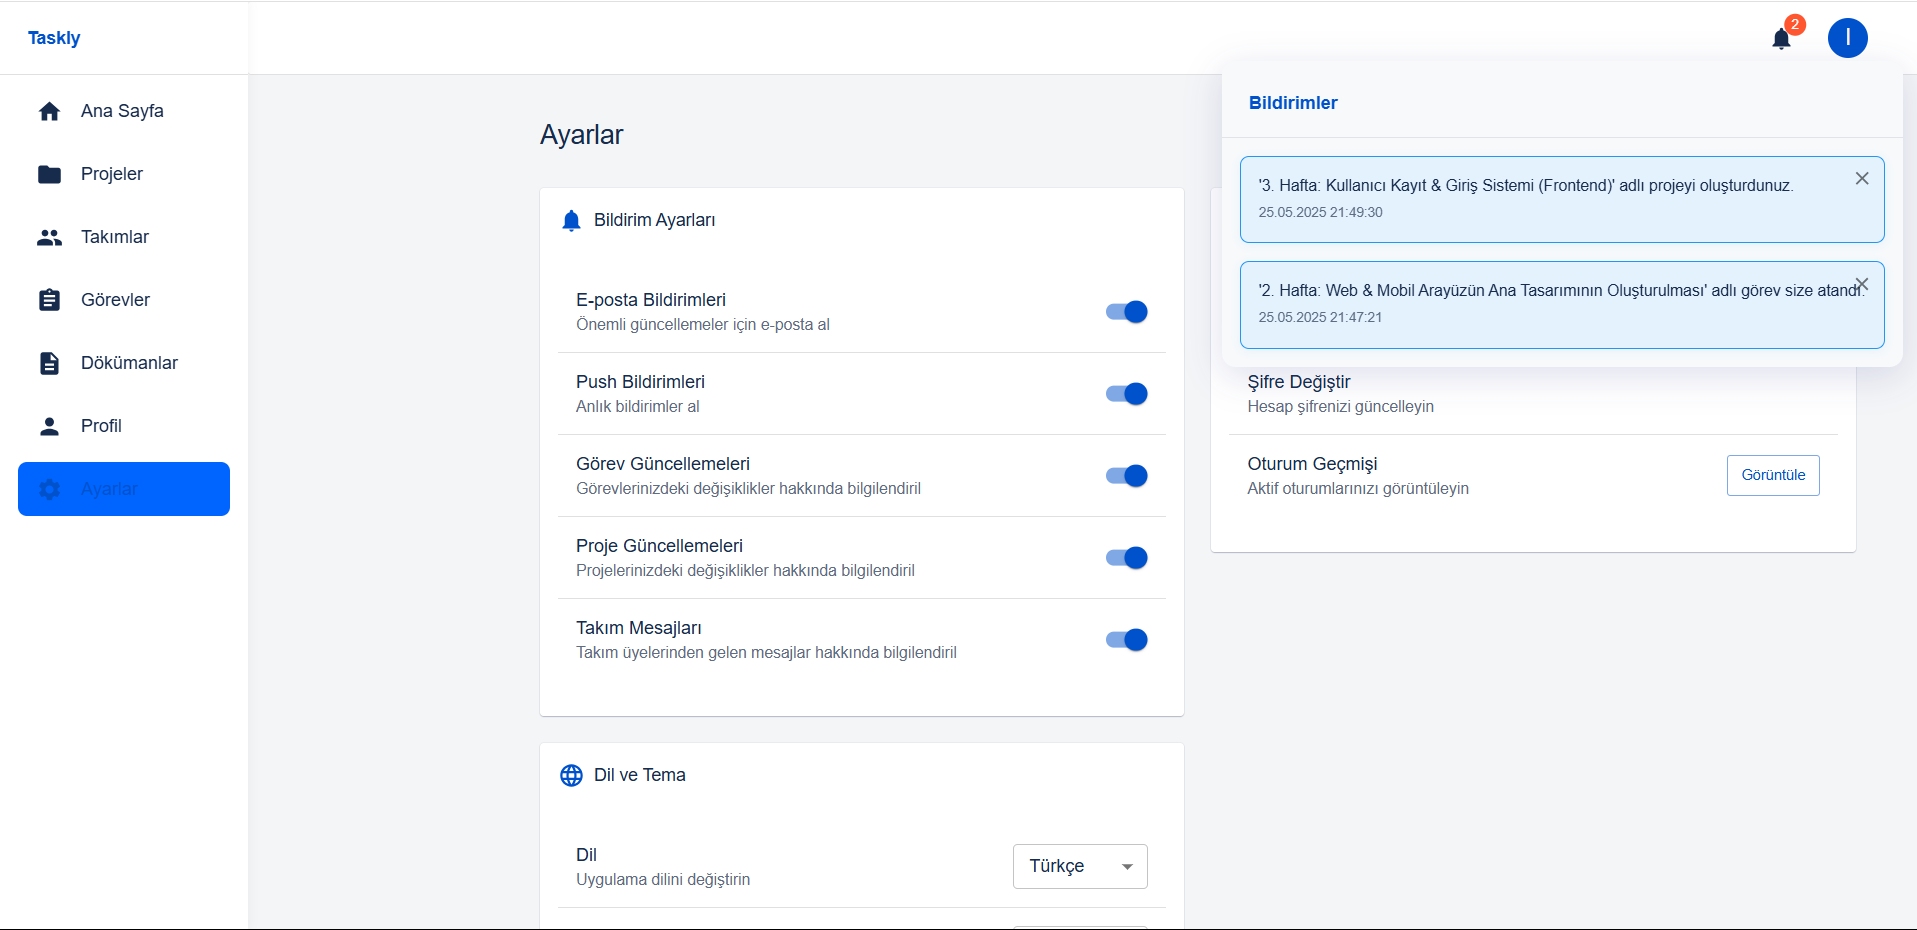 Taskly
2
I
Ana Sayfa
Projeler
Takımlar
Görevler
Dökümanlar
Profil
Ayarlar
Ayarlar
Bildirim Ayarları
E-posta Bildirimleri
Önemli güncellemeler için e-posta al
Push Bildirimleri
Anlık bildirimler al
Görev Güncellemeleri
Görevlerinizdeki değişiklikler hakkında bilgilendiril
Proje Güncellemeleri
Projelerinizdeki değişiklikler hakkında bilgilendiril
Takım Mesajları
Takım üyelerinden gelen mesajlar hakkında bilgilendiril
Dil ve Tema
Dil
Uygulama dilini değiştirin
Türkçe
Bildirimler
'3. Hafta: Kullanıcı Kayıt & Giriş Sistemi (Frontend)' adlı projeyi oluşturdunuz.
25.05.2025 21:49:30
'2. Hafta: Web & Mobil Arayüzün Ana Tasarımının Oluşturulması' adlı görev size atandı.
25.05.2025 21:47:21
Şifre Değiştir
Hesap şifrenizi güncelleyin
Oturum Geçmişi
Aktif oturumlarınızı görüntüleyin
Görüntüle